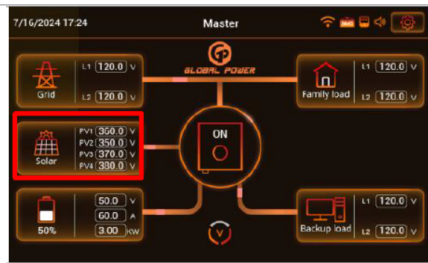 7/16/2024 17:24 Master
GLOBAL POWER
Grid L1 120.0 V
L2 120.0 V
Family load L1 120.0 V
L2 120.0 V
Solar PV1 360.0 V
PV2 350.0 V
PV3 370.0 V
PV4 380.0 V
ON
50% 50.0 V
60.0 A
3.00 KW
Backup load L1 120.0 V
L2 120.0 V